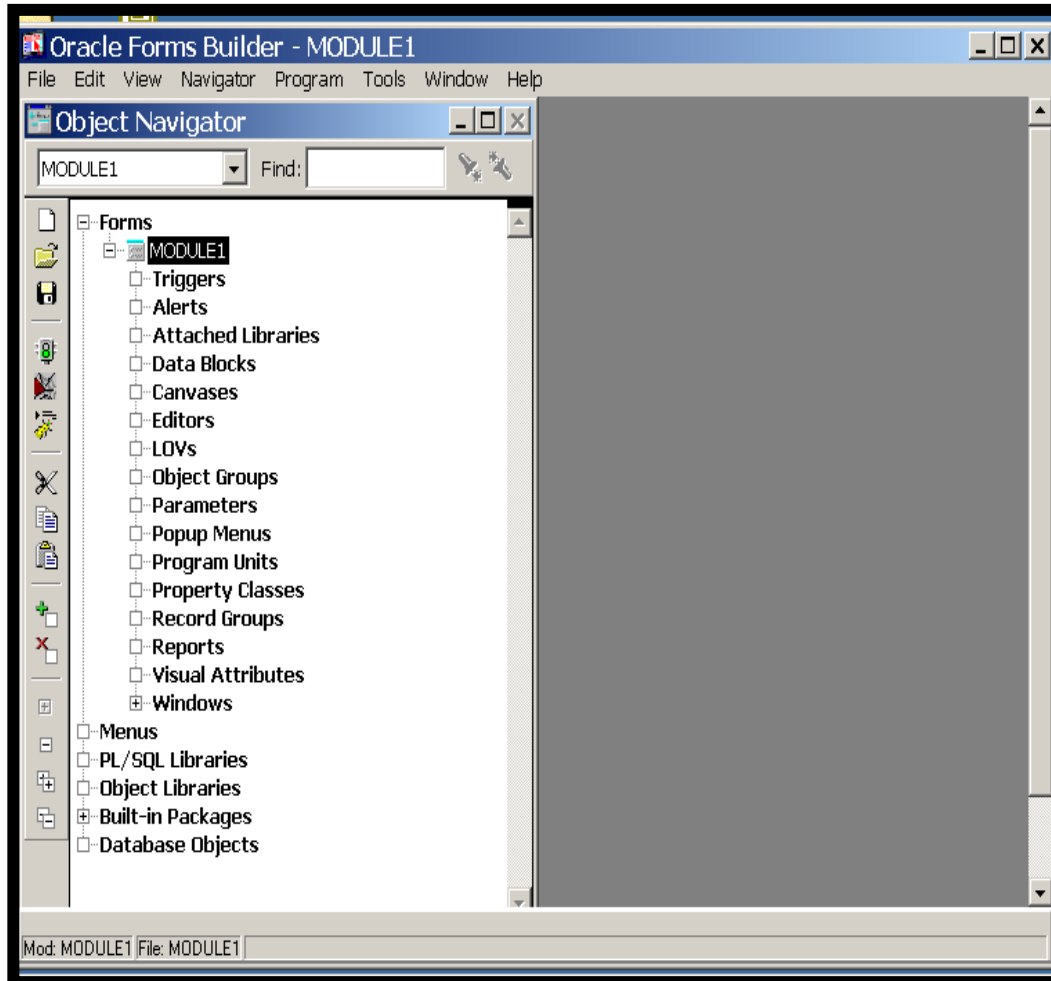 Oracle Forms Builder - MODULE1
File Edit View Navigator Program Tools Window Help
Object Navigator
MODULE1 Find:
Forms
MODULE1
Triggers
Alerts
Attached Libraries
Data Blocks
Canvases
Editors
LOVs
Object Groups
Parameters
Popup Menus
Program Units
Property Classes
Record Groups
Reports
Visual Attributes
Windows
Menus
PL/SQL Libraries
Object Libraries
Built-in Packages
Database Objects
Mod: MODULE1 File: MODULE1